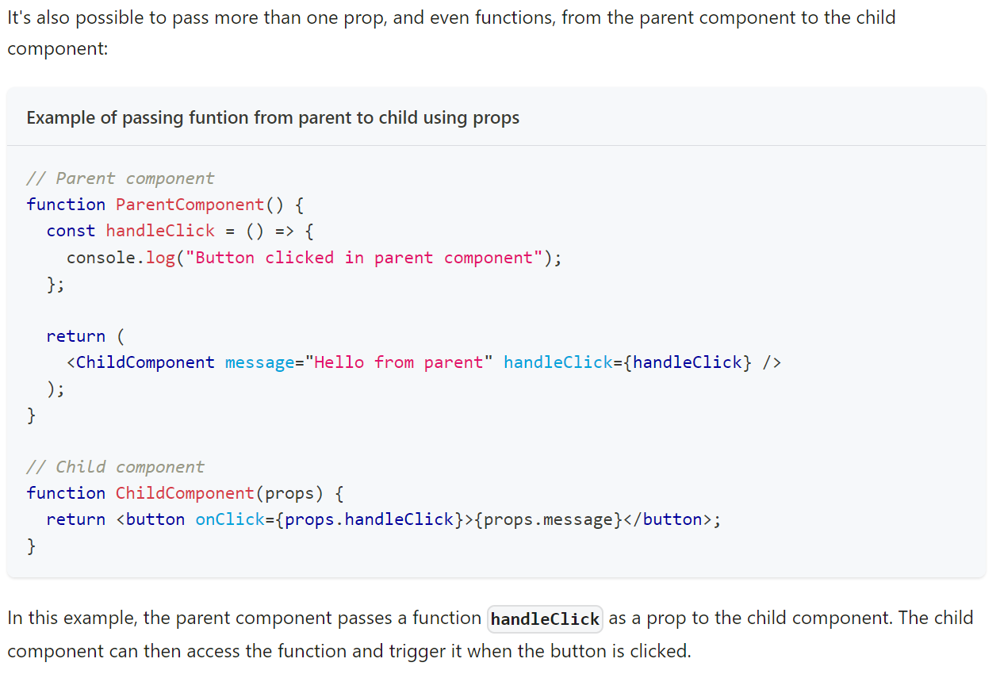 It's also possible to pass more than one prop, and even functions, from the parent component to the child
component:
Example of passing funtion from parent to child using props
// Parent component
function ParentComponent() {
  const handleClick = () => {
    console.log("Button clicked in parent component");
  };
  return (
    <ChildComponent message="Hello from parent" handleClick={handleClick} />
  );
}
// Child component
function ChildComponent(props) {
  return <button onClick={props.handleClick}>{props.message}</button>;
}
In this example, the parent component passes a function handleClick as a prop to the child component. The child
component can then access the function and trigger it when the button is clicked.